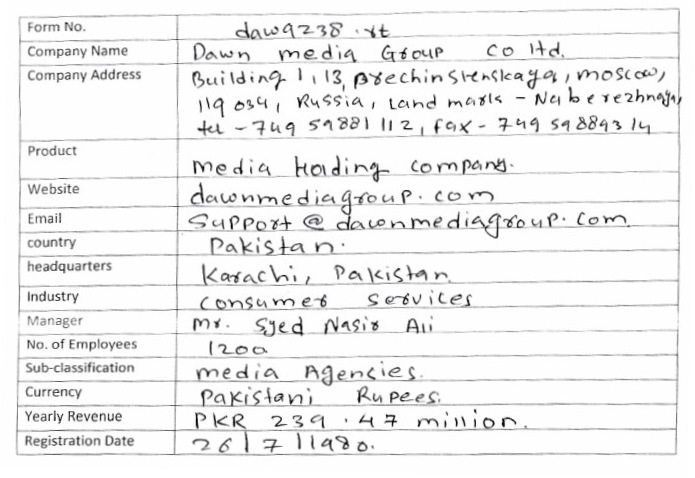 Form No. daw9238.rt
Company Name Dawn media Group co ltd.
Company Address Building 1, 13, prechinstenskaya, moscow,
119 034, Russia, Land mark - Naberezhnaya,
tel - 749 59881 112, fax - 749 598893 14
Product media Holding company.
Website dawnmediagroup.com
Email Support@dawnmediagroup.com
country Pakistan.
headquarters Karachi, Pakistan
Industry consumer services
Manager mr. Syed Nasir Ali
No. of Employees 1200
Sub-classification media Agencies.
Currency Pakistani Rupees.
Yearly Revenue PKR 239.47 million.
Registration Date 26/7/1980.